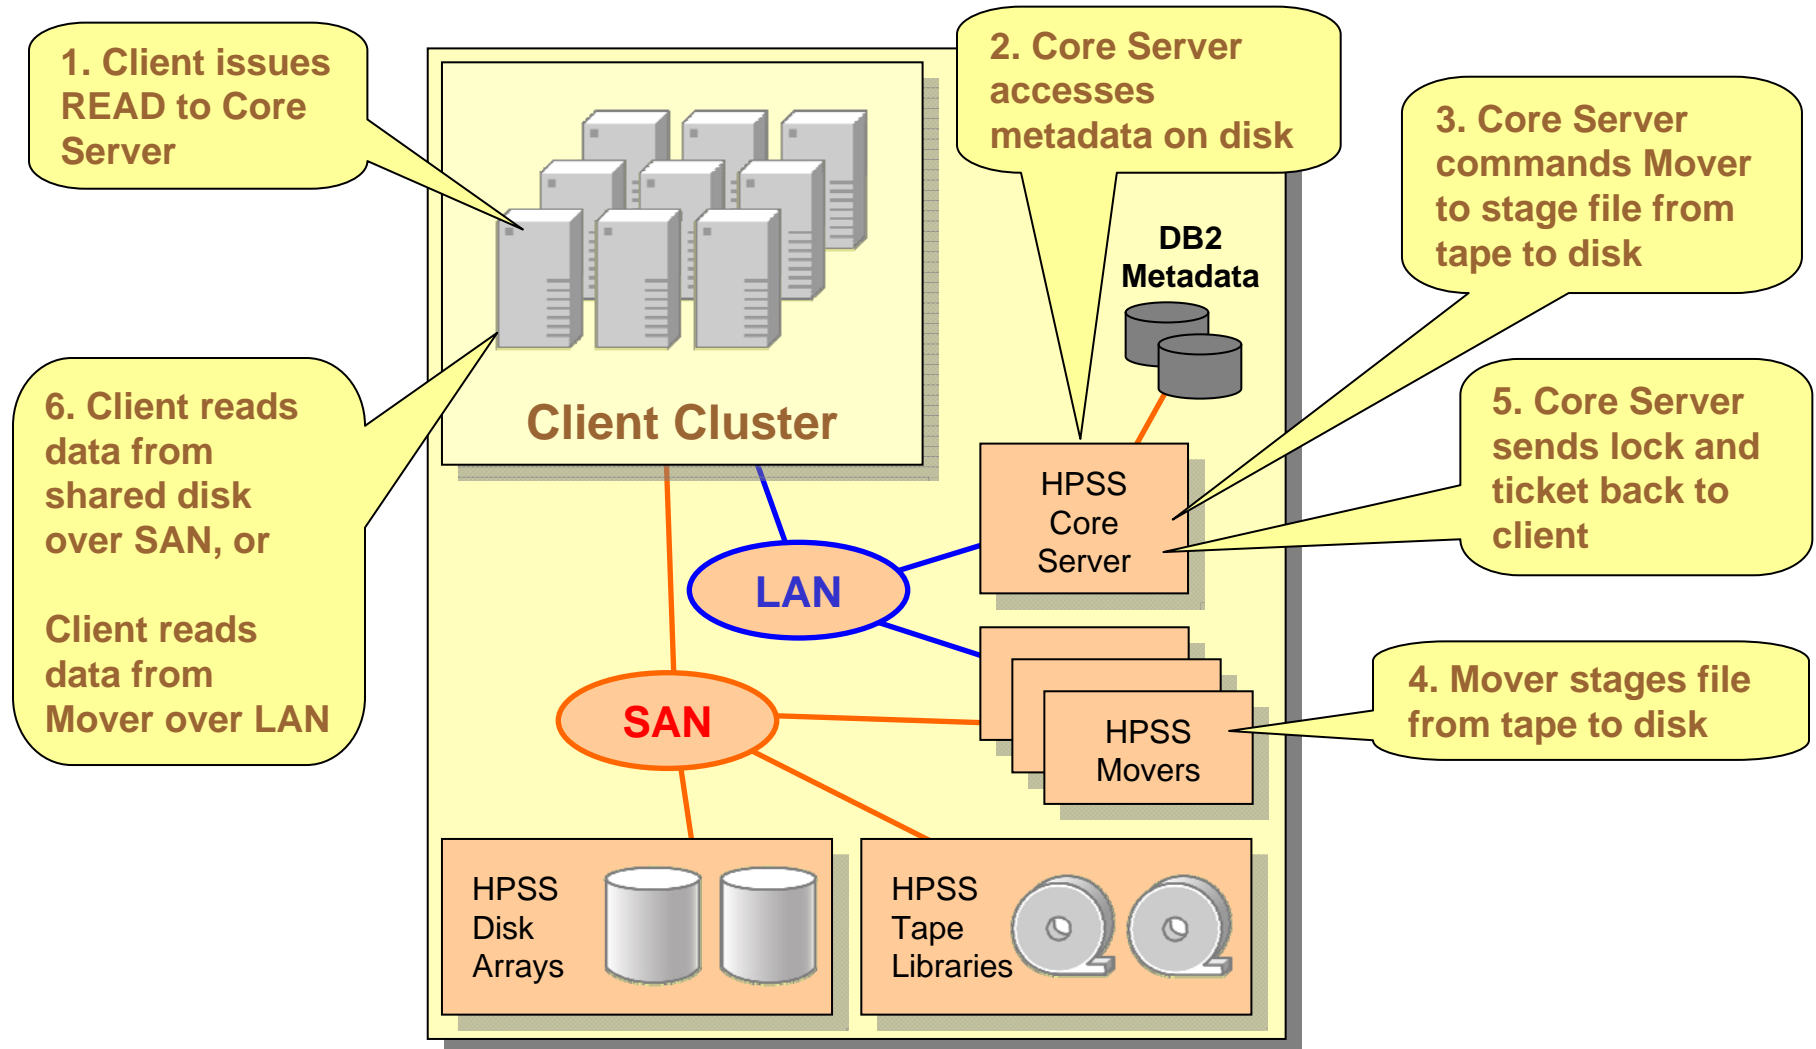 1. Client issues
READ to Core
Server
2. Core Server
accesses
metadata on disk
3. Core Server
commands Mover
to stage file from
tape to disk
DB2
Metadata
6. Client reads
data from
shared disk
over SAN, or
Client reads
data from
Mover over LAN
Client Cluster
5. Core Server
sends lock and
ticket back to
client
HPSS
Core
Server
LAN
SAN
HPSS
Movers
4. Mover stages file
from tape to disk
HPSS
Disk
Arrays
HPSS
Tape
Libraries